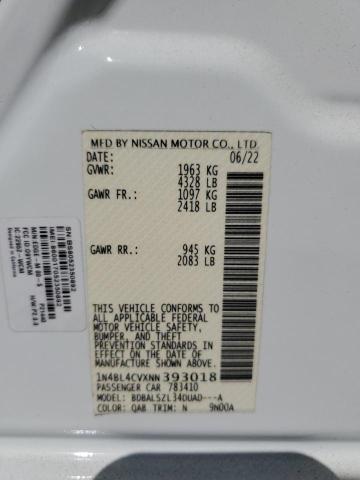 MFD BY NISSAN MOTOR CO., LTD.
DATE: 06/22
GVWR: 1963 KG
4328 LB
GAWR FR.: 1097 KG
2418 LB
GAWR RR.: 945 KG
2083 LB
THIS VEHICLE CONFORMS TO ALL
APPLICABLE FEDERAL MOTOR
VEHICLE SAFETY,
BUMPER, AND THEFT
PREVENTION STANDARDS
IN EFFECT ON THE DATE OF
MANUFACTURE SHOWN ABOVE.
1N4BL4CVXNN393018
PASSENGER CAR 783410
MODEL: BDBALSZL34DUAD---A
COLOR: QAB TRIM: N 9N00A
SN:BS8052350892